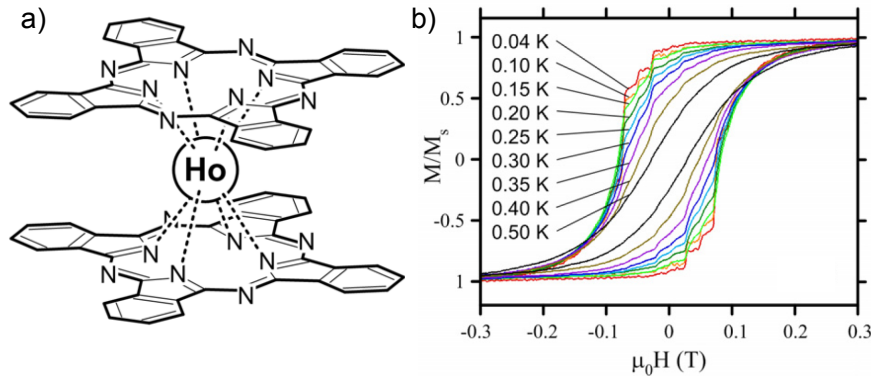 a)
N
N
N
N
N
N
N
N
Ho
N
N
N
N
N
N
N
N
b)
M/Mₛ
1
0.5
0
-0.5
1
0.04 K
0.10 K
0.15 K
0.20 K
0.25 K
0.30 K
0.35 K
0.40 K
0.50 K
-0.3
-0.2
-0.1
0
0.1
0.2
0.3
μ₀H (T)